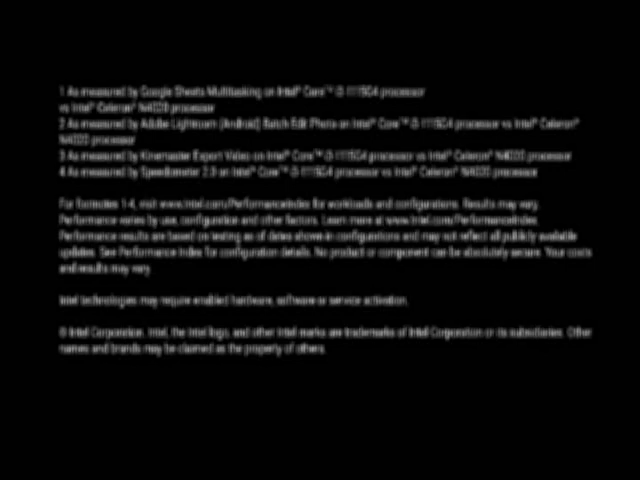 1 As measured by Google Sheets Multitasking on Intel® Core™ i3-1115G4 processor
vs Intel® Celeron® N4020 processor
2 As measured by Adobe Lightroom (Android) Batch Edit Photo on Intel® Core™ i3-1115G4 processor vs Intel® Celeron®
N4020 processor
3 As measured by Kinemaster Export Video on Intel® Core™ i3-1115G4 processor vs Intel® Celeron® N4020 processor
4 As measured by Speedometer 2.0 on Intel® Core™ i3-1115G4 processor vs Intel® Celeron® N4020 processor
For footnotes 1-4, visit www.intel.com/PerformanceIndex for workloads and configurations. Results may vary.
Performance varies by use, configuration and other factors. Learn more at www.Intel.com/PerformanceIndex.
Performance results are based on testing as of dates shown in configurations and may not reflect all publicly available
updates. See Performance Index for configuration details. No product or component can be absolutely secure. Your costs
and results may vary.
Intel technologies may require enabled hardware, software or service activation.
© Intel Corporation. Intel, the Intel logo, and other Intel marks are trademarks of Intel Corporation or its subsidiaries. Other
names and brands may be claimed as the property of others.